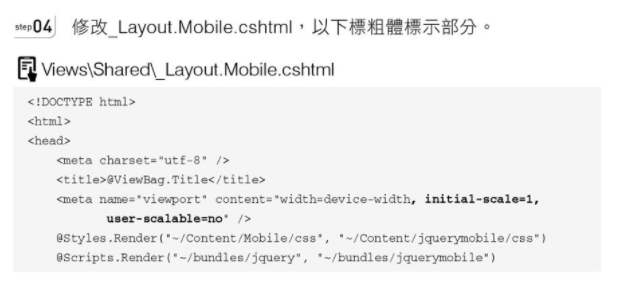 step04 修改_Layout.Mobile.cshtml，以下標粗體標示部分。
Views\Shared\_Layout.Mobile.cshtml
<!DOCTYPE html>
<html>
<head>
    <meta charset="utf-8" />
    <title>@ViewBag.Title</title>
    <meta name="viewport" content="width=device-width, initial-scale=1,
          user-scalable=no" />
    @Styles.Render("~/Content/Mobile/css", "~/Content/jquerymobile/css")
    @Scripts.Render("~/bundles/jquery", "~/bundles/jquerymobile")